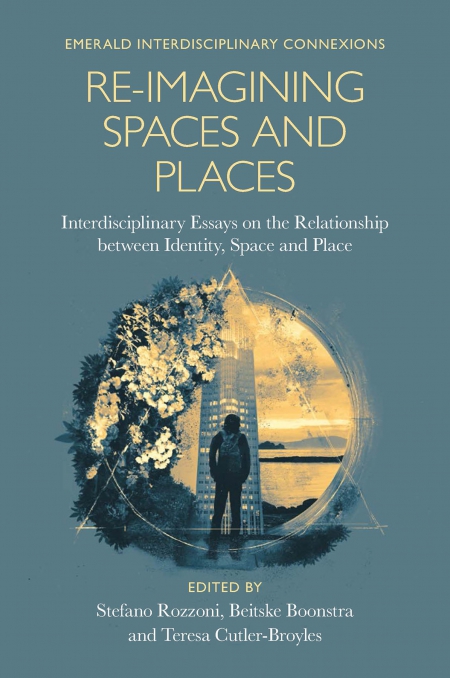 EMERALD INTERDISCIPLINARY CONNEXIONS
RE-IMAGINING
SPACES AND
PLACES
Interdisciplinary Essays on the Relationship
between Identity, Space and Place
EDITED BY
Stefano Rozzoni, Beitske Boonstra
and Teresa Cutler-Broyles